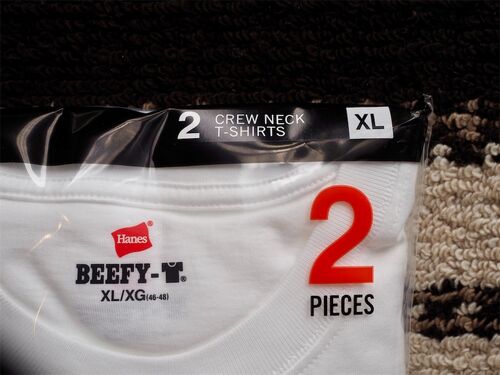 2 CREW NECK
T-SHIRTS
XL
Hanes®
BEEFY-T®
XL/XG(46-48)
2
PIECES